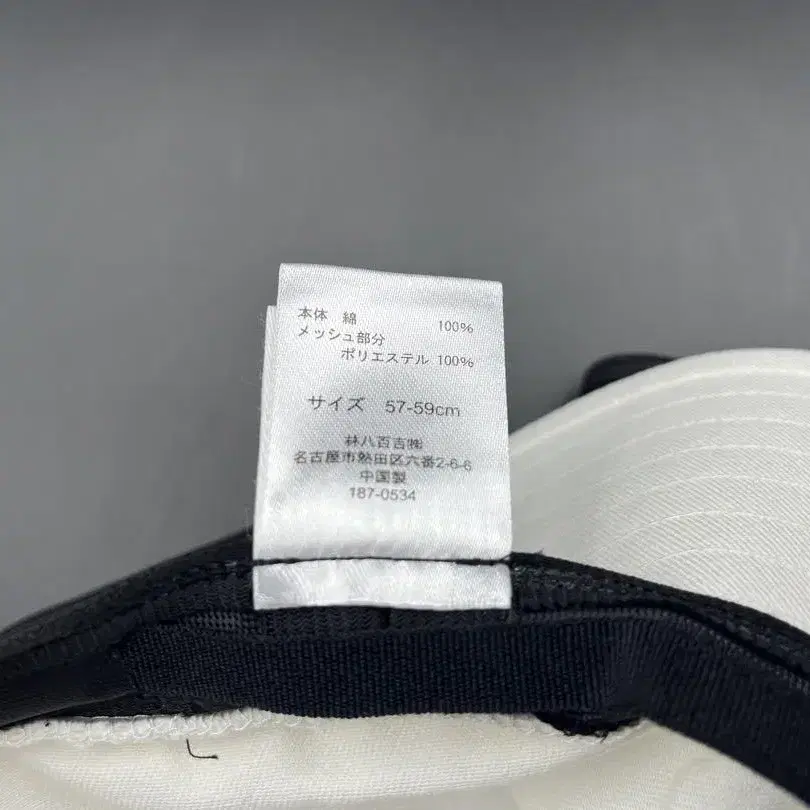 本体 綿 100%
メッシュ部分
ポリエステル 100%
サイズ 57-59cm
林八百吉㈱
名古屋市熱田区六番2-6-6
中国製
187-0534